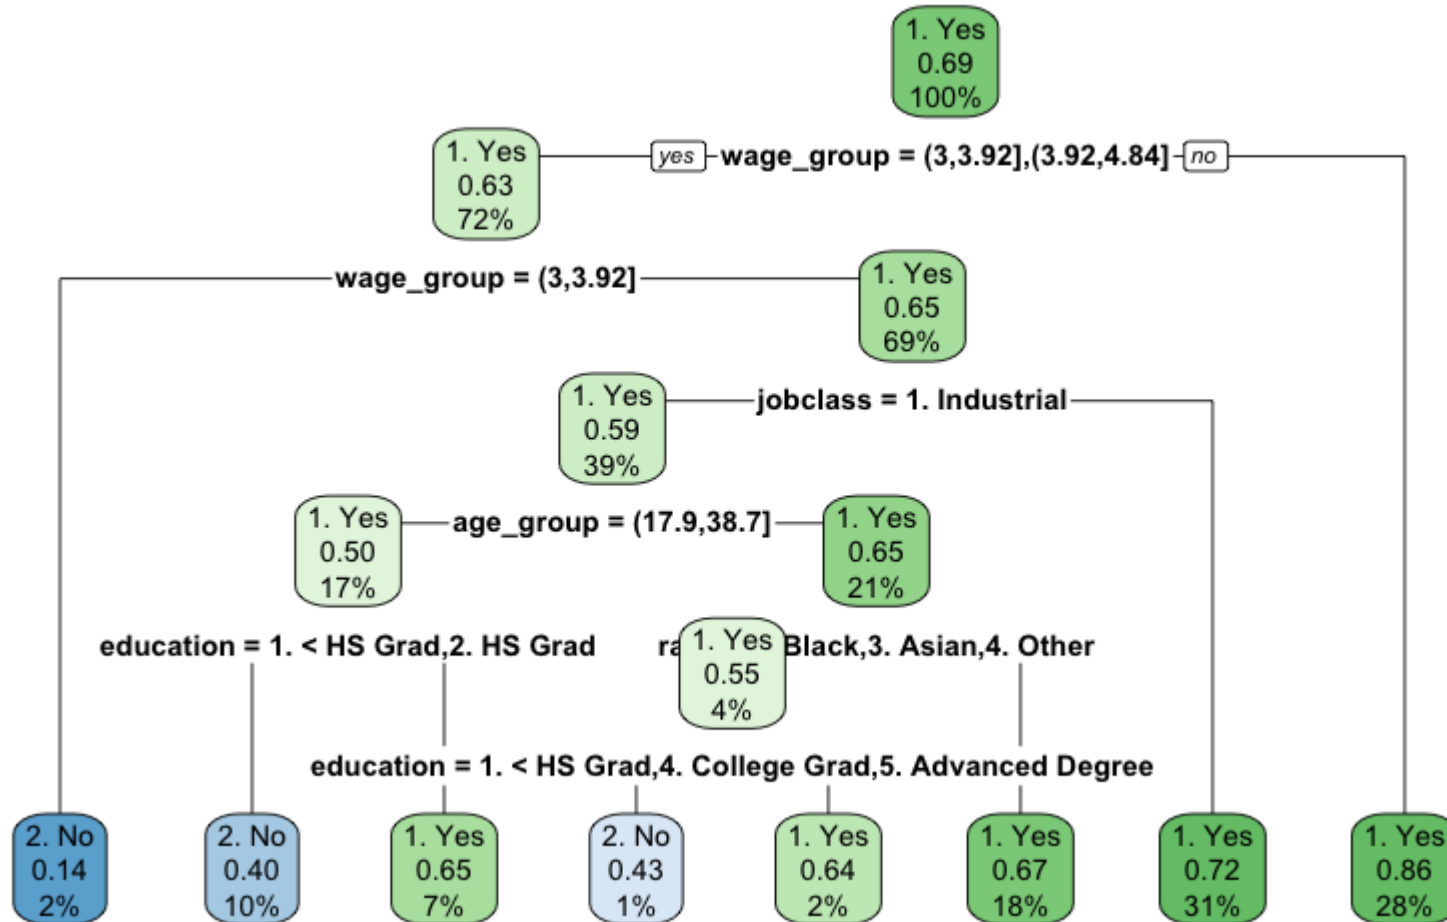 1. Yes
0.69
100%
yes wage_group = (3,3.92],(3.92,4.84] no
1. Yes
0.63
72%
wage_group = (3,3.92]
1. Yes
0.65
69%
1. Yes
0.59
39%
jobclass = 1. Industrial
1. Yes
0.50
17%
age_group = (17.9,38.7]
1. Yes
0.65
21%
education = 1. < HS Grad,2. HS Grad
Black,3. Asian,4. Other
1. Yes
0.55
4%
education = 1. < HS Grad,4. College Grad,5. Advanced Degree
2. No
0.14
2%
2. No
0.40
10%
1. Yes
0.65
7%
2. No
0.43
1%
1. Yes
0.64
2%
1. Yes
0.67
18%
1. Yes
0.72
31%
1. Yes
0.86
28%